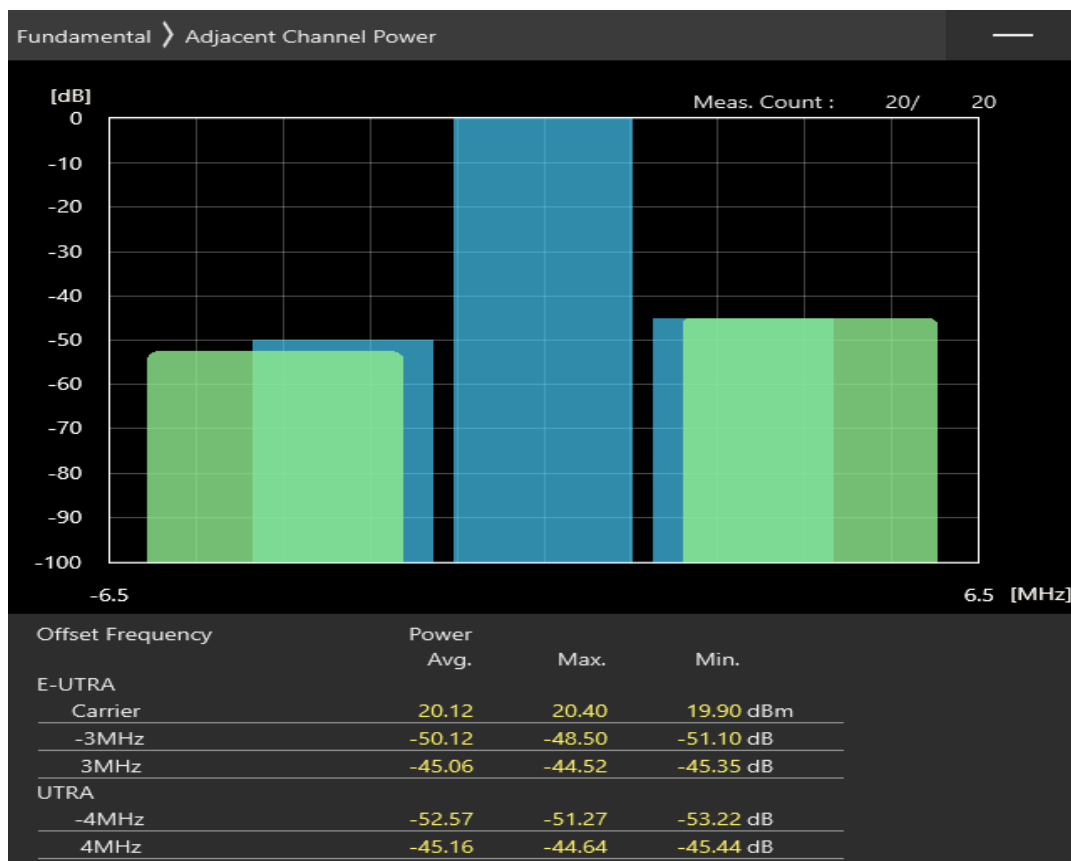 Fundamental 〉 Adjacent Channel Power
[dB]
Meas. Count : 20/ 20
0
-10
-20
-30
-40
-50
-60
-70
-80
-90
-100
-6.5 6.5 [MHz]
Offset Frequency Power
Avg. Max. Min.
E-UTRA
Carrier 20.12 20.40 19.90 dBm
-3MHz -50.12 -48.50 -51.10 dB
3MHz -45.06 -44.52 -45.35 dB
UTRA
-4MHz -52.57 -51.27 -53.22 dB
4MHz -45.16 -44.64 -45.44 dB